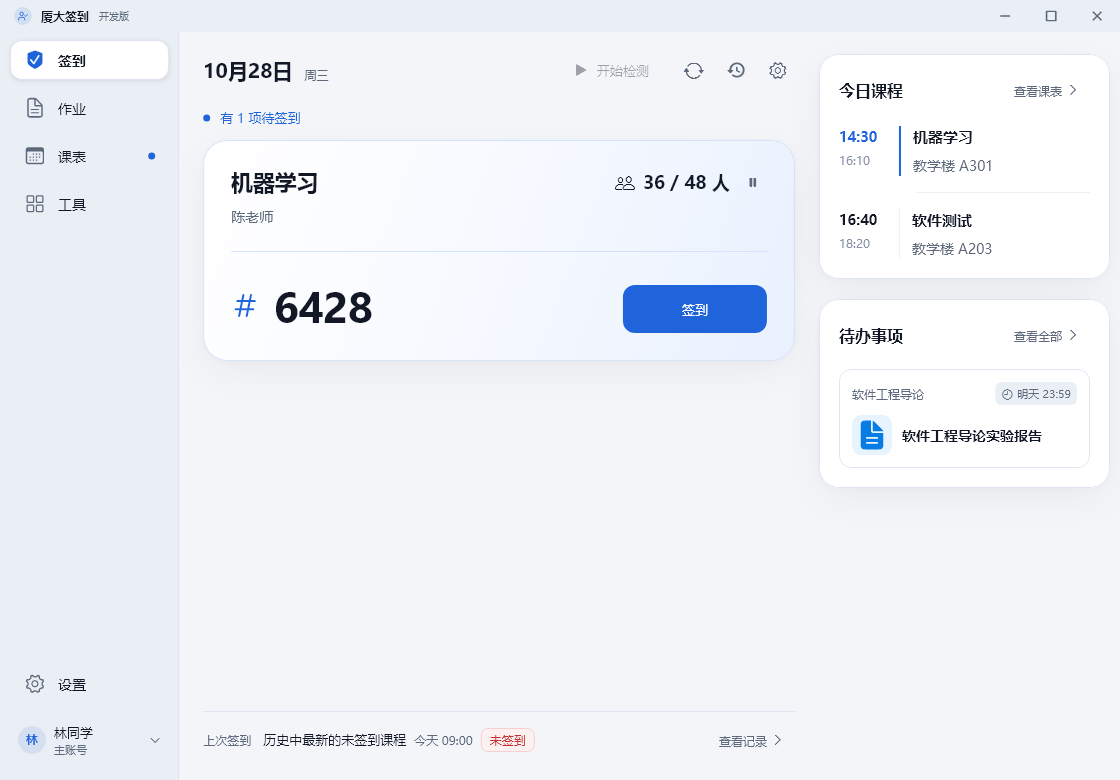 厦大签到 开发版
签到
作业
课表
工具
设置
林 林同学
主账号
10月28日 周三
开始检测
有 1 项待签到
机器学习
36 / 48 人
陈老师
# 6428
签到
上次签到 历史中最新的未签到课程 今天 09:00 未签到
查看记录
今日课程 查看课表
14:30 机器学习
16:10 教学楼 A301
16:40 软件测试
18:20 教学楼 A203
待办事项 查看全部
软件工程导论 明天 23:59
软件工程导论实验报告